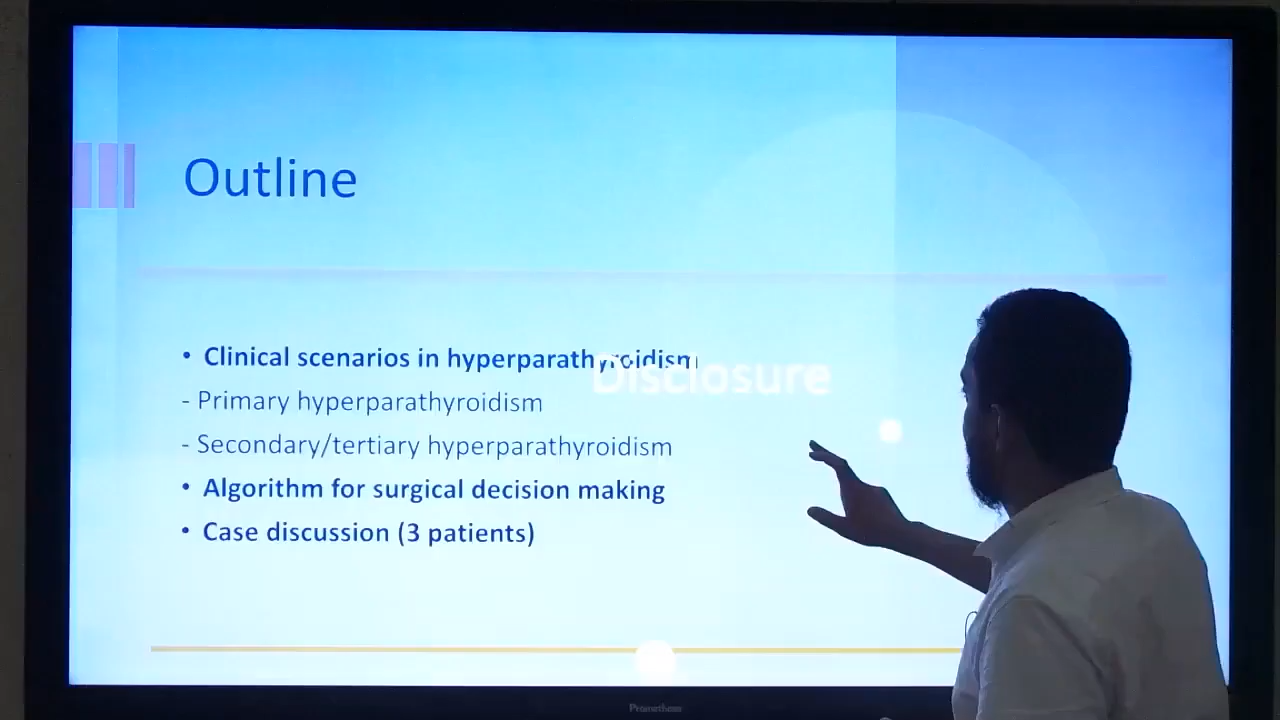 Outline
• Clinical scenarios in hyperparathyroidism
Disclosure
- Primary hyperparathyroidism
- Secondary/tertiary hyperparathyroidism
• Algorithm for surgical decision making
• Case discussion (3 patients)
Promethean